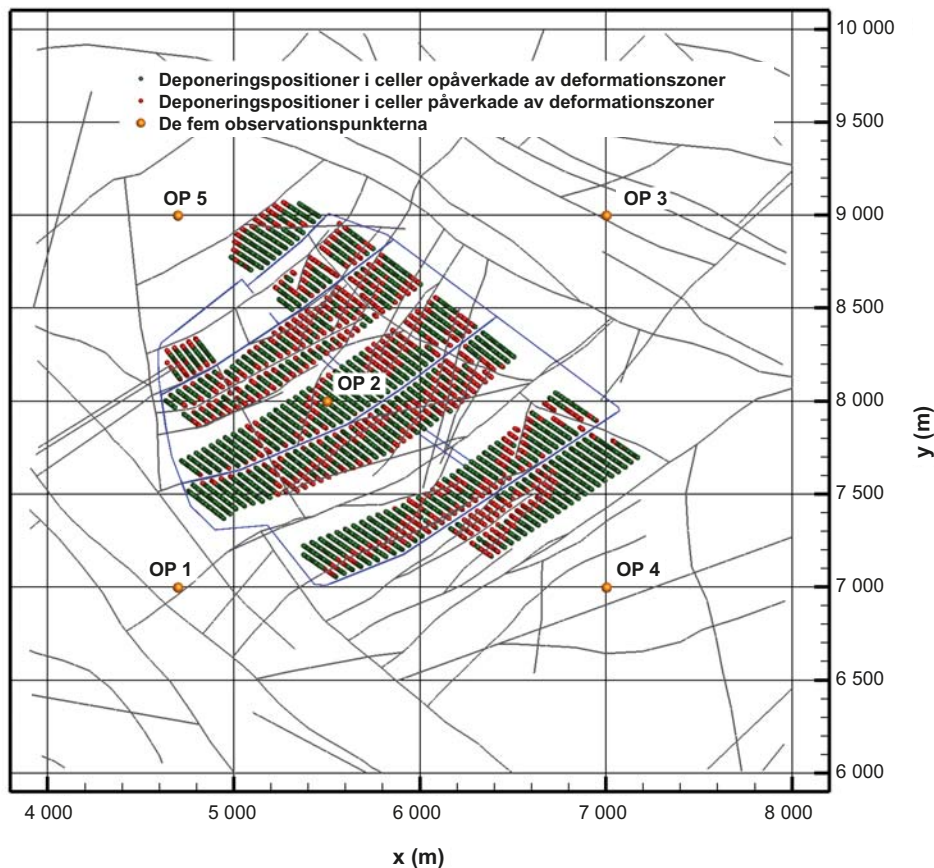 10 000
Deponeringspositioner i celler opåverkade av deformationszoner
Deponeringspositioner i celler påverkade av deformationszoner
De fem observationspunkterna
9 500
OP 5
OP 3
9 000
8 500
OP 2
8 000
y (m)
7 500
OP 1
OP 4
7 000
6 500
6 000
4 000 5 000 6 000 7 000 8 000
x (m)